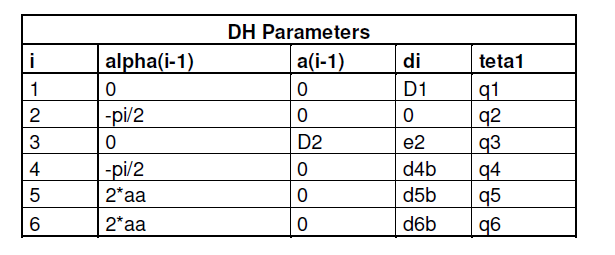 DH Parameters
i alpha(i-1) a(i-1) di teta1
1 0 0 D1 q1
2 -pi/2 0 0 q2
3 0 D2 e2 q3
4 -pi/2 0 d4b q4
5 2*aa 0 d5b q5
6 2*aa 0 d6b q6